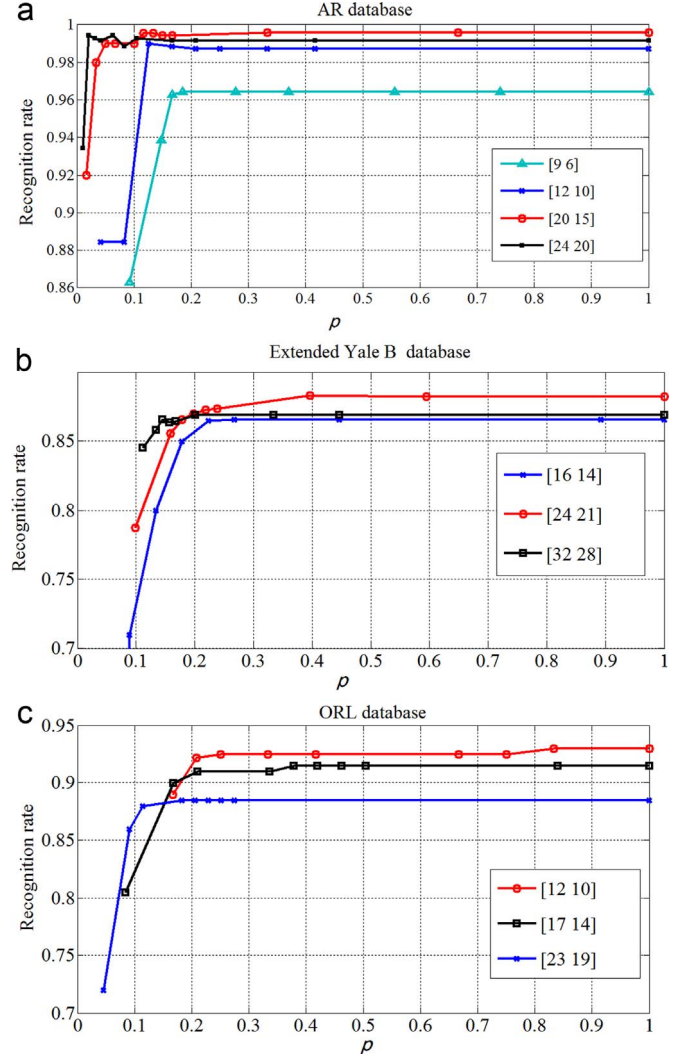 a
AR database
1
0.98
0.96
0.94
0.92
0.9
0.88
0.86
Recognition rate
[9 6]
[12 10]
[20 15]
[24 20]
0 0.1 0.2 0.3 0.4 0.5 0.6 0.7 0.8 0.9 1
p
b
Extended Yale B database
0.85
0.8
0.75
0.7
Recognition rate
[16 14]
[24 21]
[32 28]
0 0.1 0.2 0.3 0.4 0.5 0.6 0.7 0.8 0.9 1
p
c
ORL database
0.95
0.9
0.85
0.8
0.75
0.7
Recognition rate
[12 10]
[17 14]
[23 19]
0 0.1 0.2 0.3 0.4 0.5 0.6 0.7 0.8 0.9 1
p